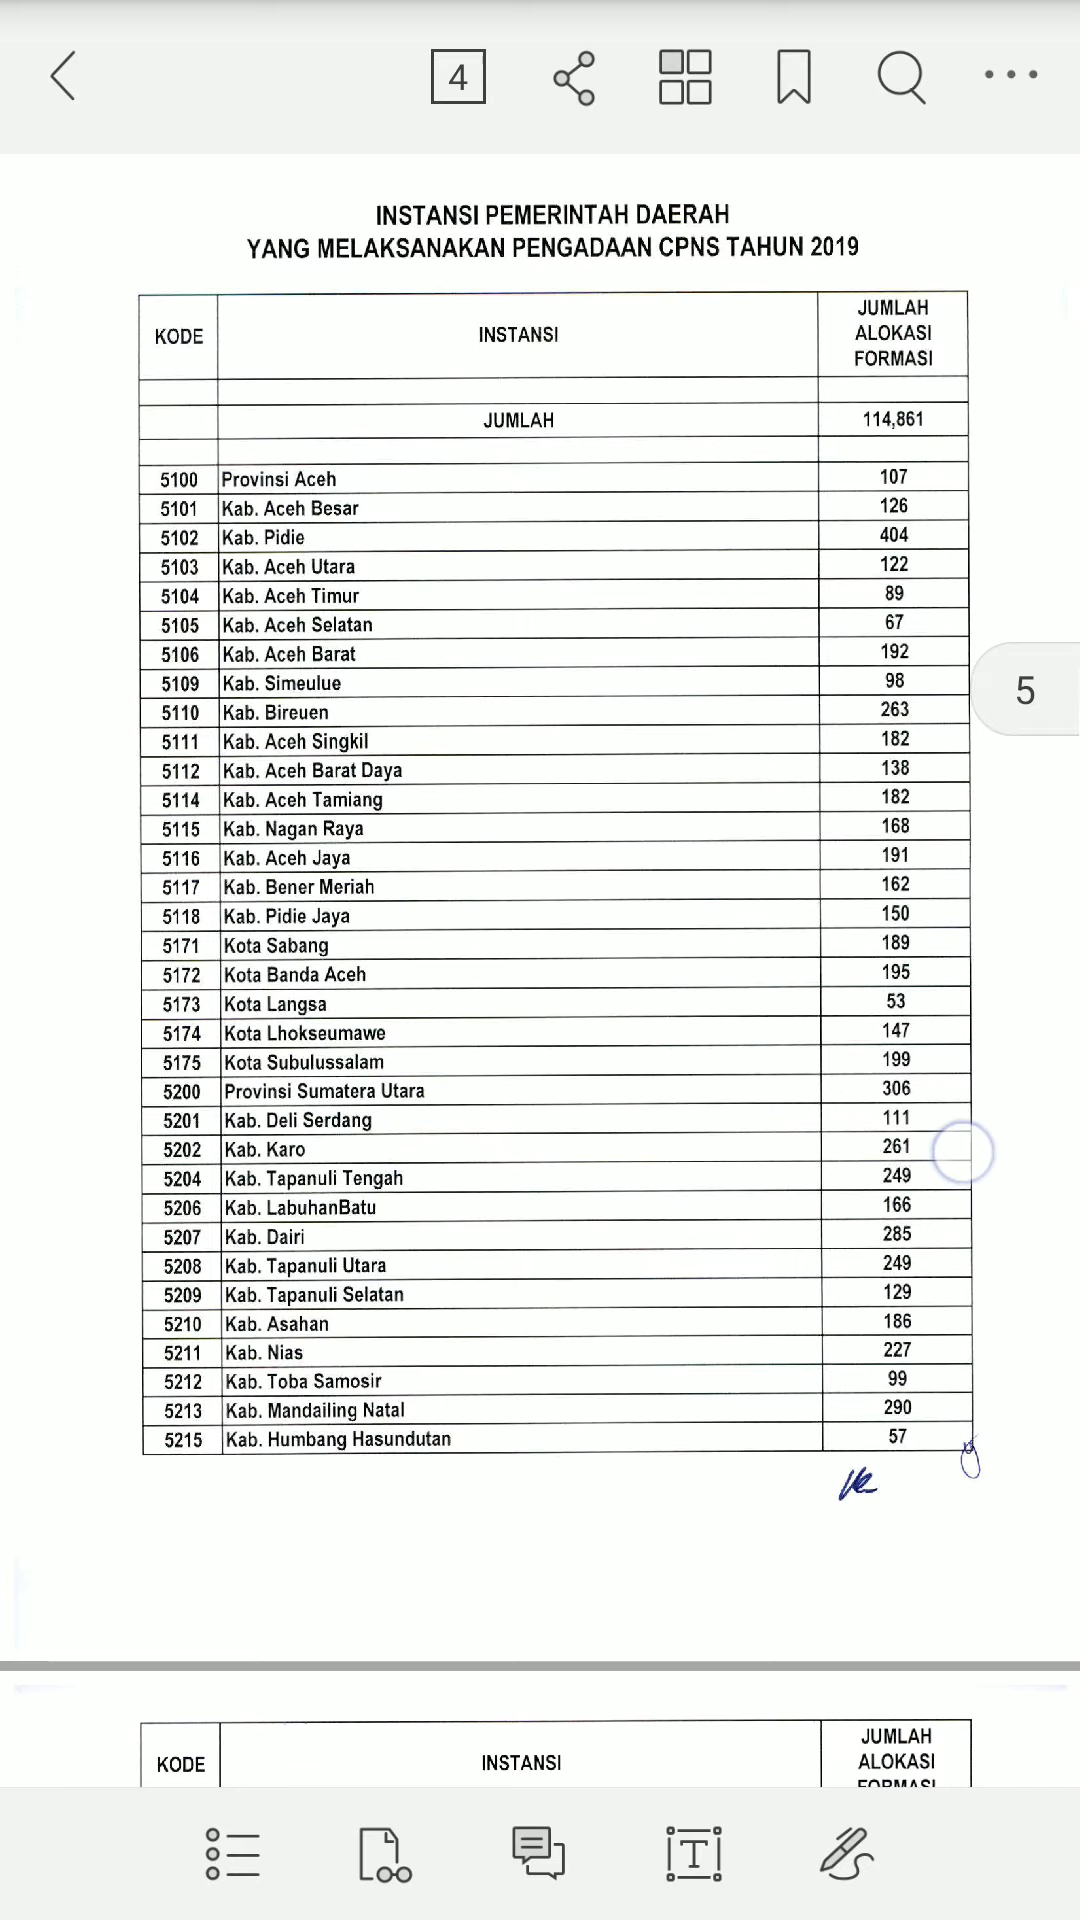 4
INSTANSI PEMERINTAH DAERAH
YANG MELAKSANAKAN PENGADAAN CPNS TAHUN 2019
KODE INSTANSI JUMLAH ALOKASI FORMASI
JUMLAH 114,861
5100 Provinsi Aceh 107
5101 Kab. Aceh Besar 126
5102 Kab. Pidie 404
5103 Kab. Aceh Utara 122
5104 Kab. Aceh Timur 89
5105 Kab. Aceh Selatan 67
5106 Kab. Aceh Barat 192
5109 Kab. Simeulue 98
5110 Kab. Bireuen 263
5111 Kab. Aceh Singkil 182
5112 Kab. Aceh Barat Daya 138
5114 Kab. Aceh Tamiang 182
5115 Kab. Nagan Raya 168
5116 Kab. Aceh Jaya 191
5117 Kab. Bener Meriah 162
5118 Kab. Pidie Jaya 150
5171 Kota Sabang 189
5172 Kota Banda Aceh 195
5173 Kota Langsa 53
5174 Kota Lhokseumawe 147
5175 Kota Subulussalam 199
5200 Provinsi Sumatera Utara 306
5201 Kab. Deli Serdang 111
5202 Kab. Karo 261
5204 Kab. Tapanuli Tengah 249
5206 Kab. LabuhanBatu 166
5207 Kab. Dairi 285
5208 Kab. Tapanuli Utara 249
5209 Kab. Tapanuli Selatan 129
5210 Kab. Asahan 186
5211 Kab. Nias 227
5212 Kab. Toba Samosir 99
5213 Kab. Mandailing Natal 290
5215 Kab. Humbang Hasundutan 57
5
KODE INSTANSI JUMLAH ALOKASI FORMASI
T